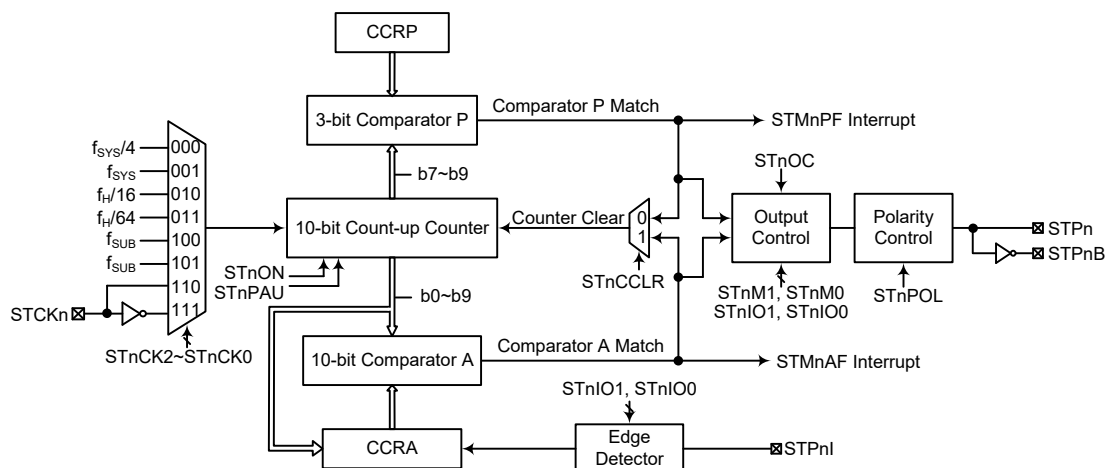 CCRP
3-bit Comparator P
Comparator P Match
STMnPF Interrupt
b7~b9
STnOC
fSYS/4
000
fSYS
001
fH/16
010
fH/64
011
fSUB
100
fSUB
101
110
111
STCKn
STnCK2~STnCK0
10-bit Count-up Counter
STnON
STnPAU
Counter Clear
0
1
STnCCLR
Output
Control
STnM1, STnM0
STnIO1, STnIO0
Polarity
Control
STnPOL
STPn
STPnB
b0~b9
10-bit Comparator A
Comparator A Match
STMnAF Interrupt
STnIO1, STnIO0
CCRA
Edge
Detector
STPnI